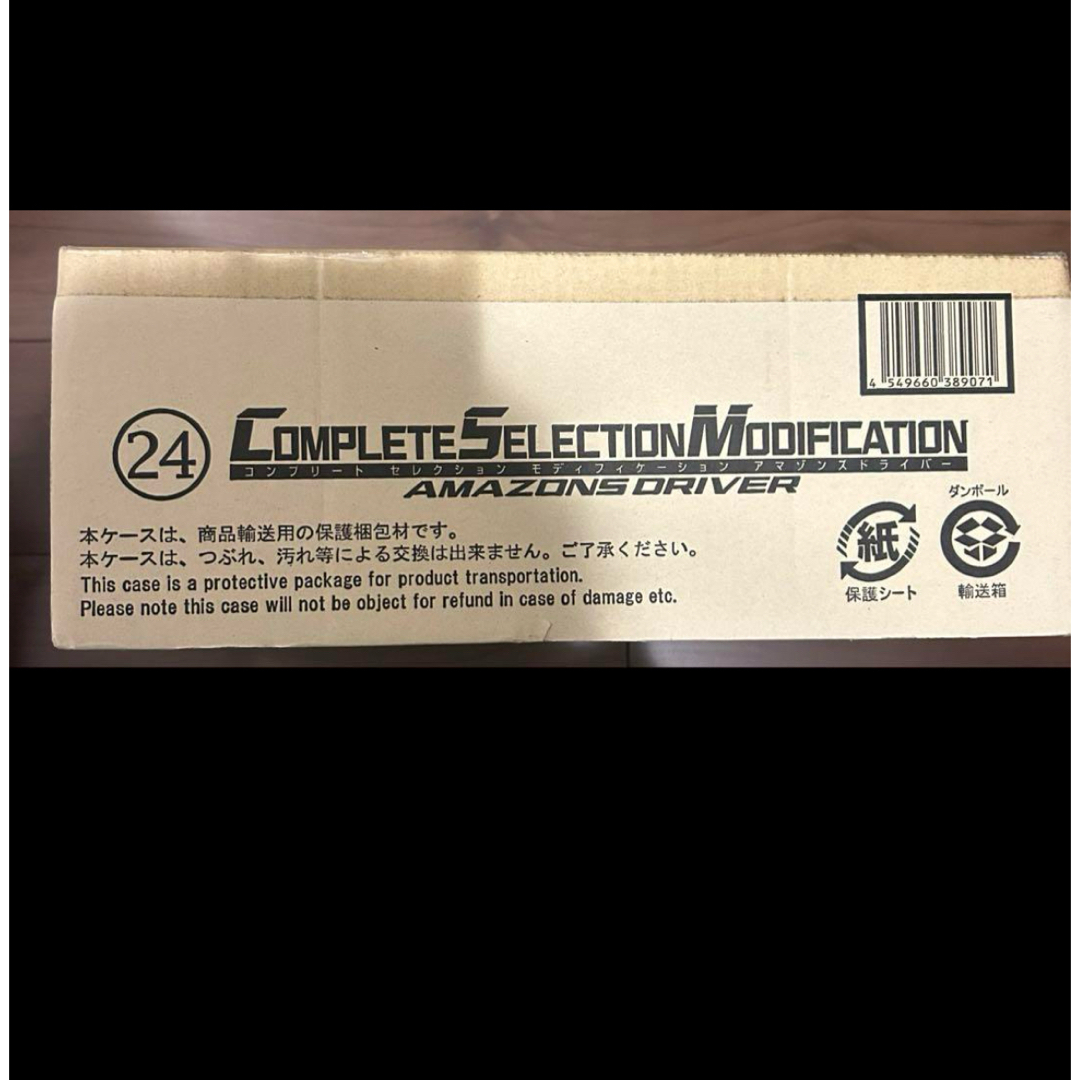 4 549660 389071
24 COMPLETE SELECTION MODIFICATION
コンプリート セレクション モディフィケーション アマゾンズドライバー
AMAZONS DRIVER
本ケースは、商品輸送用の保護梱包材です。
本ケースは、つぶれ、汚れ等による交換は出来ません。ご了承ください。
This case is a protective package for product transportation.
Please note this case will not be object for refund in case of damage etc.
紙
保護シート
ダンボール
輸送箱